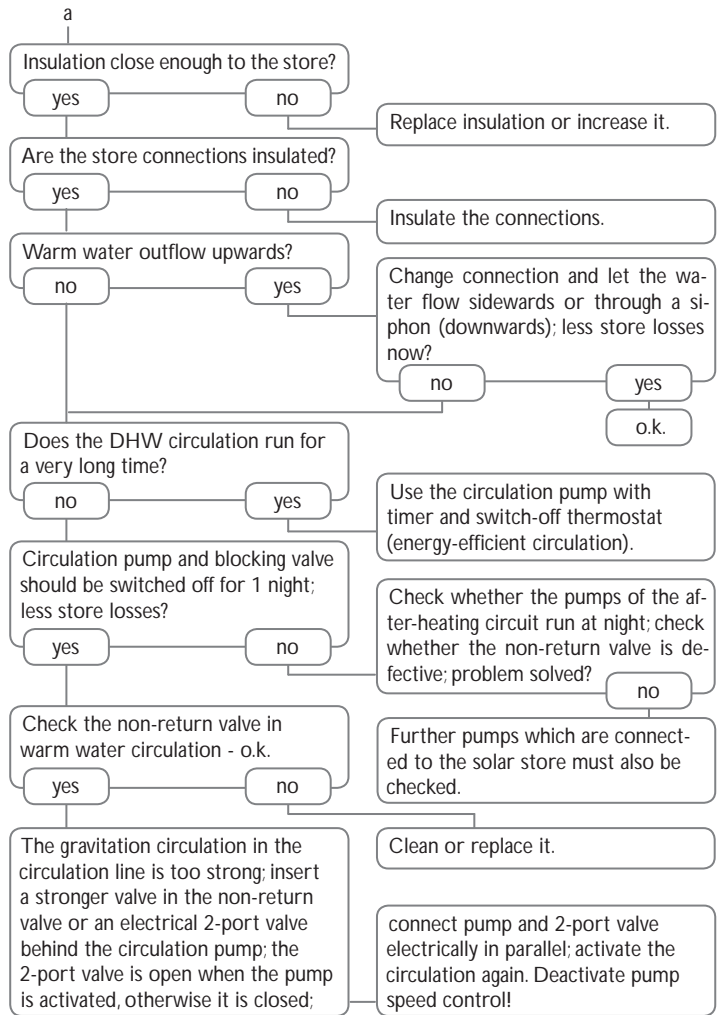 a
Insulation close enough to the store?
yes
no
Replace insulation or increase it.
Are the store connections insulated?
yes
no
Insulate the connections.
Warm water outflow upwards?
no
yes
Change connection and let the wa-
ter flow sidewards or through a si-
phon (downwards); less store losses
now?
no
yes
o.k.
Does the DHW circulation run for
a very long time?
no
yes
Use the circulation pump with
timer and switch-off thermostat
(energy-efficient circulation).
Circulation pump and blocking valve
should be switched off for 1 night;
less store losses?
yes
no
Check whether the pumps of the af-
ter-heating circuit run at night; check
whether the non-return valve is de-
fective; problem solved?
no
Further pumps which are connect-
ed to the solar store must also be
checked.
Check the non-return valve in
warm water circulation - o.k.
yes
no
Clean or replace it.
The gravitation circulation in the
circulation line is too strong; insert
a stronger valve in the non-return
valve or an electrical 2-port valve
behind the circulation pump; the
2-port valve is open when the pump
is activated, otherwise it is closed;
connect pump and 2-port valve
electrically in parallel; activate the
circulation again. Deactivate pump
speed control!